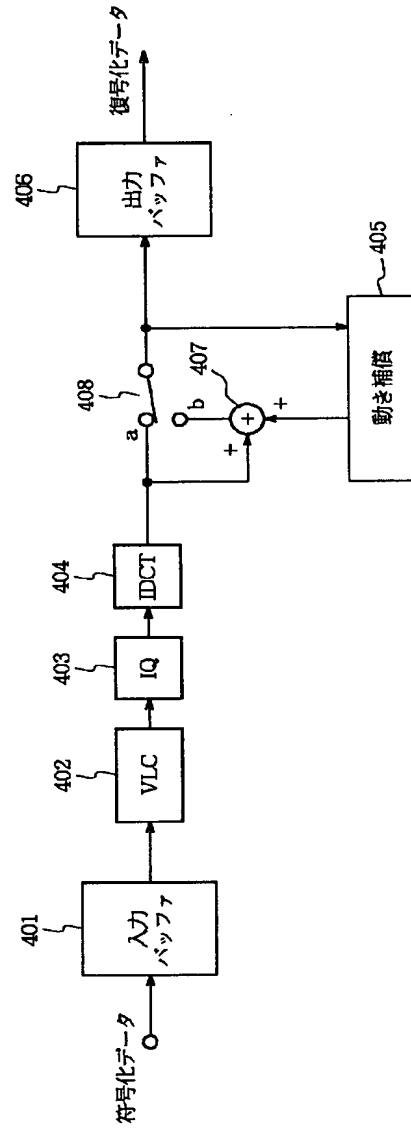 符号化データ
401
入力
バッファ
402
VLC
403
IQ
404
IDCT
a
408
b
+
407
+
+
405
動き補償
406
出力
バッファ
復号化データ